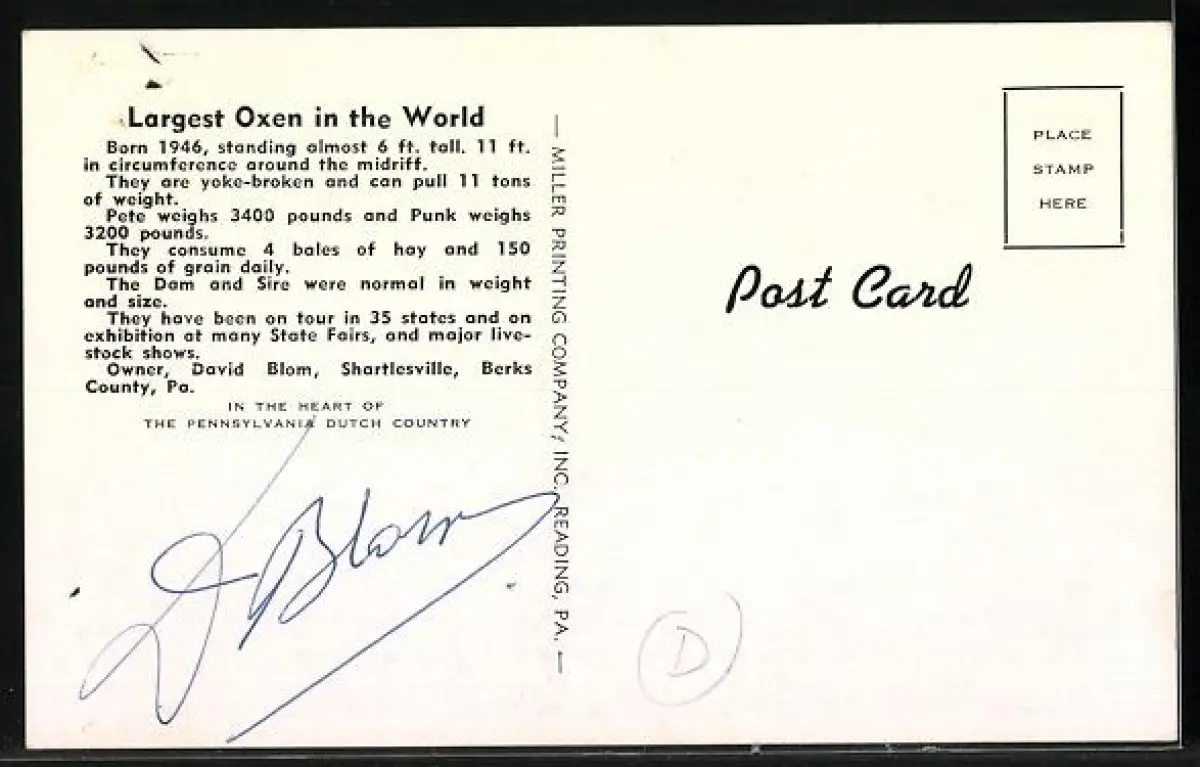 Largest Oxen in the World
Born 1946, standing almost 6 ft. tall. 11 ft.
in circumference around the midriff.
They are yoke-broken and can pull 11 tons
of weight.
Pete weighs 3400 pounds and Punk weighs
3200 pounds.
They consume 4 bales of hay and 150
pounds of grain daily.
The Dam and Sire were normal in weight
and size.
They have been on tour in 35 states and on
exhibition at many State Fairs, and major live-
stock shows.
Owner, David Blom, Shartlesville, Berks
County, Pa.
IN THE HEART OF
THE PENNSYLVANIA DUTCH COUNTRY
D Blom
— MILLER PRINTING COMPANY, INC. READING, PA. —
PLACE
STAMP
HERE
Post Card
D